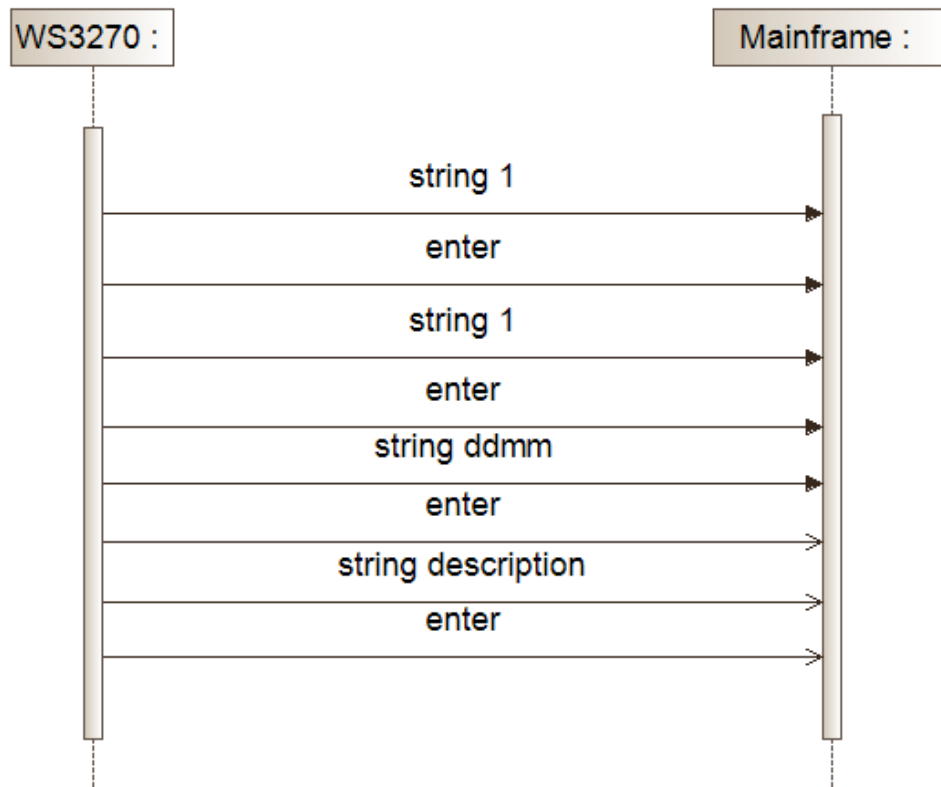 WS3270 :
Mainframe :
string 1
enter
string 1
enter
string ddmm
enter
string description
enter